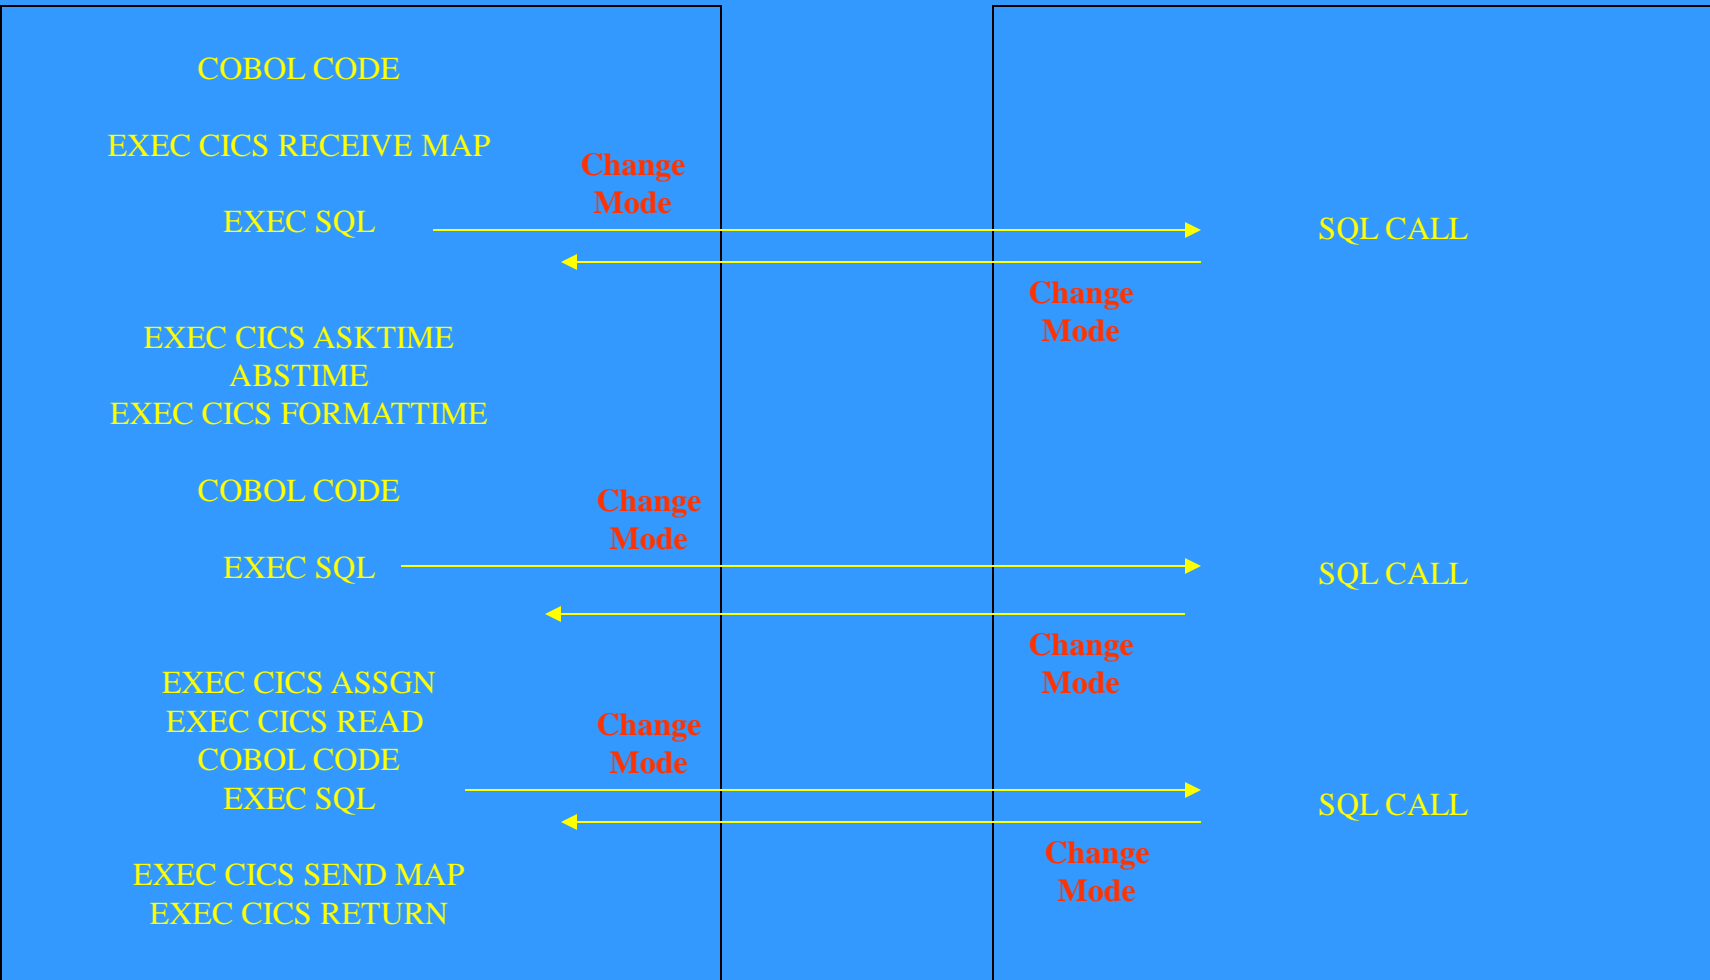 COBOL CODE
EXEC CICS RECEIVE MAP
Change
Mode
EXEC SQL
SQL CALL
Change
Mode
EXEC CICS ASKTIME
ABSTIME
EXEC CICS FORMATTIME
COBOL CODE
Change
Mode
EXEC SQL
SQL CALL
Change
Mode
EXEC CICS ASSGN
EXEC CICS READ
COBOL CODE
Change
Mode
EXEC SQL
SQL CALL
Change
Mode
EXEC CICS SEND MAP
EXEC CICS RETURN